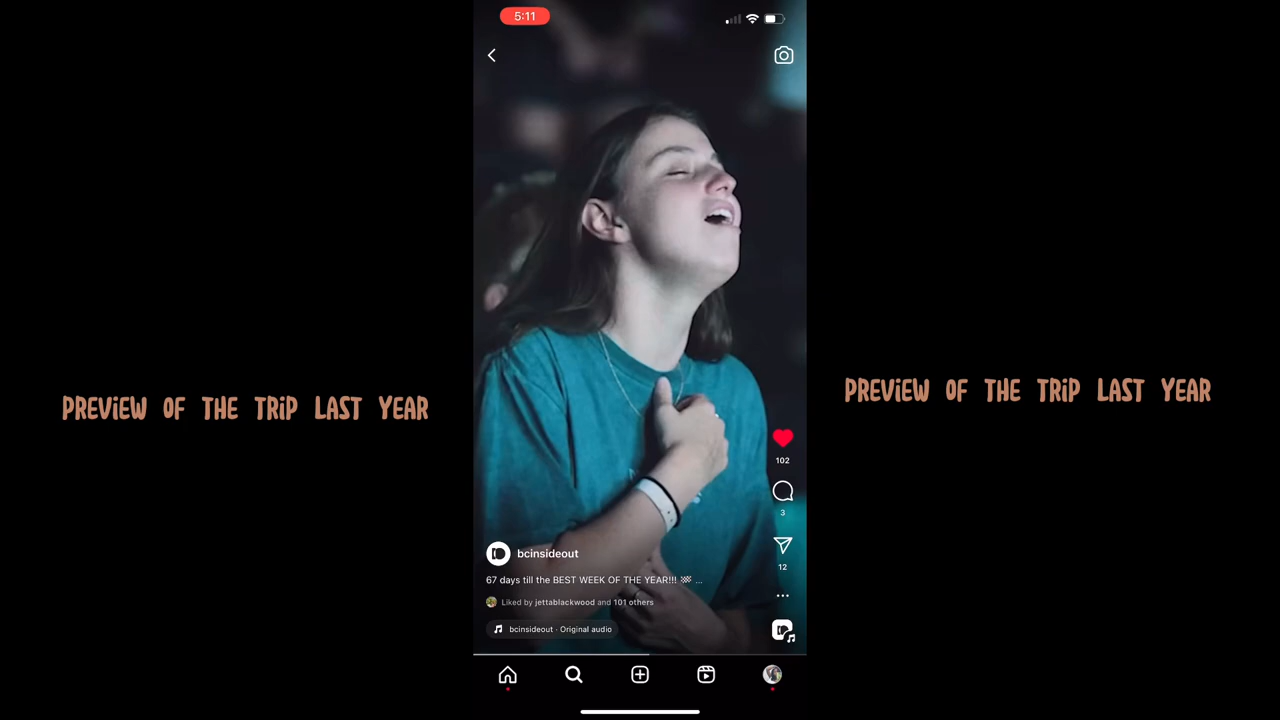 5:11
PREVIEW OF THE TRIP LAST YEAR
PREVIEW OF THE TRIP LAST YEAR
102
3
12
bcinsideout
67 days till the BEST WEEK OF THE YEAR!!! 🏁 ...
Liked by jettablackwood and 101 others
bcinsideout · Original audio